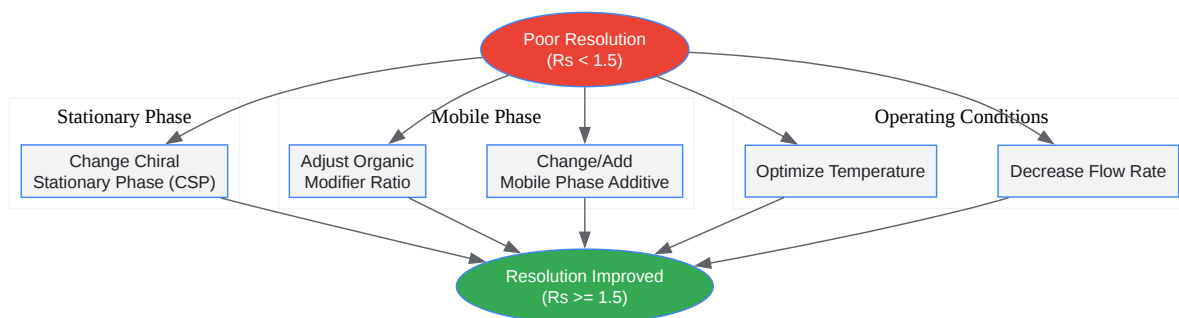 Poor Resolution
(Rs < 1.5)
Stationary Phase
Mobile Phase
Operating Conditions
Change Chiral
Stationary Phase (CSP)
Adjust Organic
Modifier Ratio
Change/Add
Mobile Phase Additive
Optimize Temperature
Decrease Flow Rate
Resolution Improved
(Rs >= 1.5)